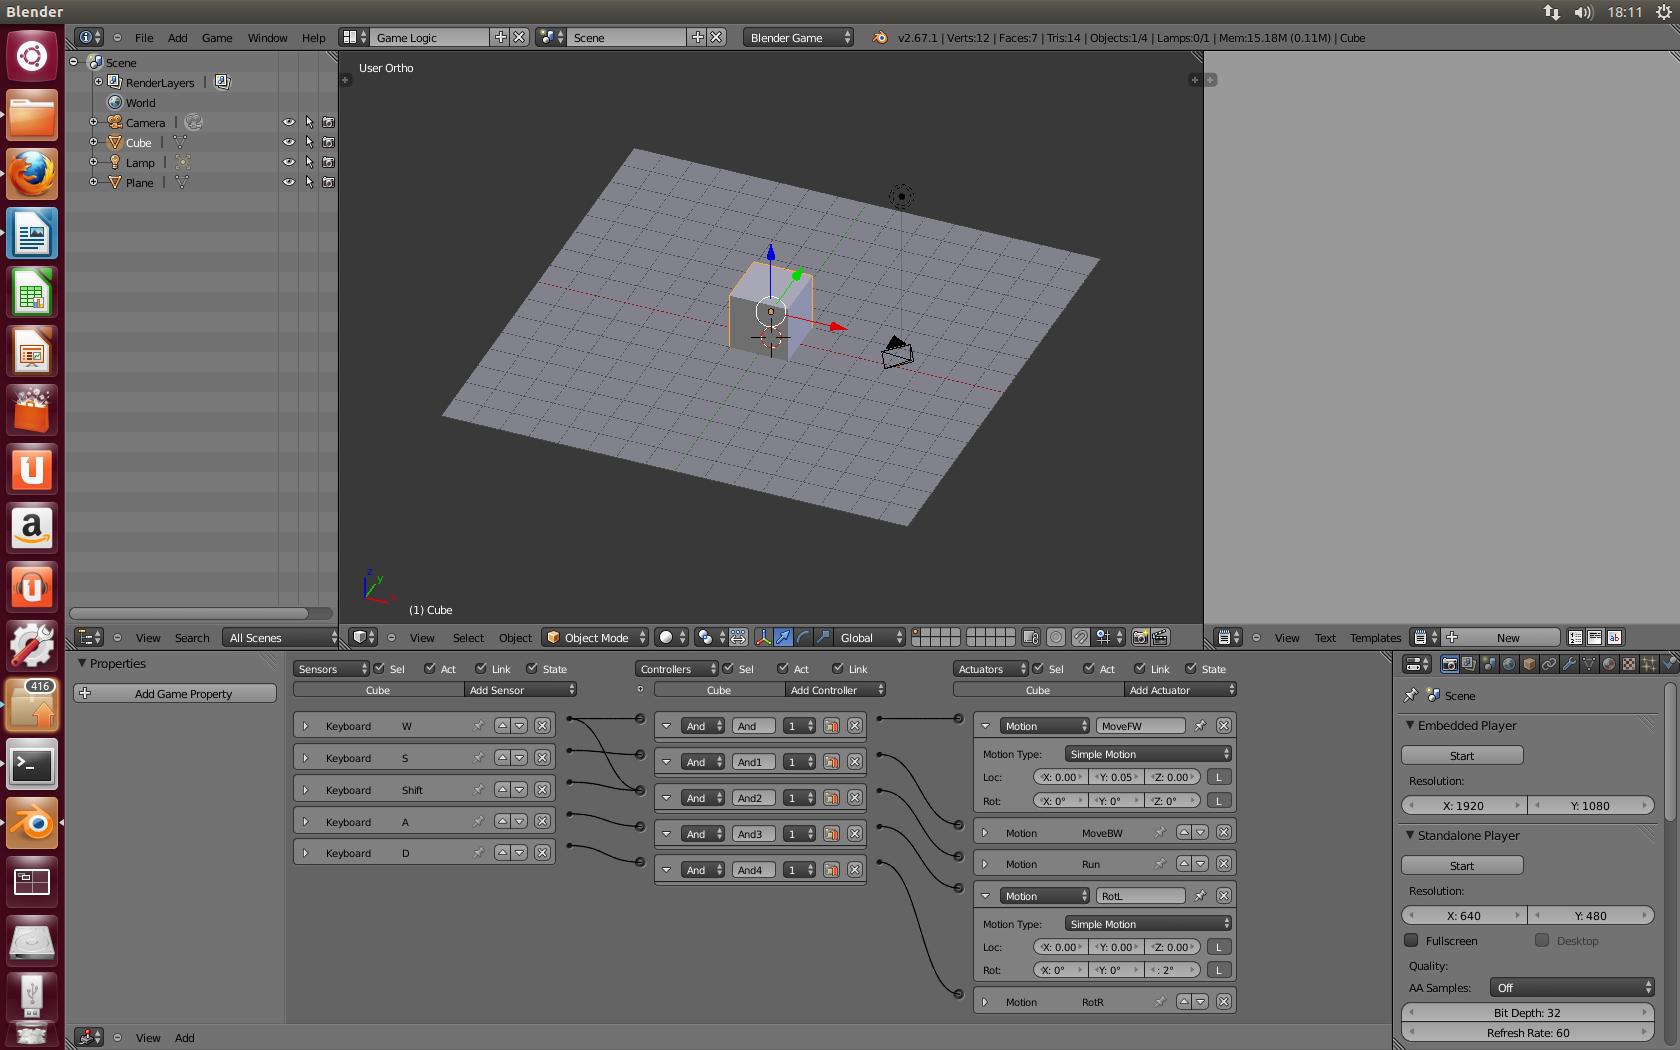 Blender 18:11
File Add Game Window Help Game Logic Scene Blender Game v2.67.1 | Verts:12 | Faces:7 | Tris:14 | Objects:1/4 | Lamps:0/1 | Mem:15.18M (0.11M) | Cube
Scene
RenderLayers |
World
Camera |
Cube |
Lamp |
Plane |
User Ortho
z
y
x
(1) Cube
View Search All Scenes
View Select Object Object Mode Global
View Text Templates New
Properties
Add Game Property
Sensors Sel Act Link State
Cube Add Sensor
Keyboard W
Keyboard S
Keyboard Shift
Keyboard A
Keyboard D
Controllers Sel Act Link
Cube Add Controller
And And 1
And And1 1
And And2 1
And And3 1
And And4 1
Actuators Sel Act Link State
Cube Add Actuator
Motion MoveFW
Motion Type: Simple Motion
Loc: X: 0.00 Y: 0.05 Z: 0.00 L
Rot: X: 0° Y: 0° Z: 0° L
Motion MoveBW
Motion Run
Motion RotL
Motion Type: Simple Motion
Loc: X: 0.00 Y: 0.00 Z: 0.00 L
Rot: X: 0° Y: 0° : 2° L
Motion RotR
Scene
Embedded Player
Start
Resolution:
X: 1920 Y: 1080
Standalone Player
Start
Resolution:
X: 640 Y: 480
Fullscreen Desktop
Quality:
AA Samples: Off
Bit Depth: 32
Refresh Rate: 60
416
View Add